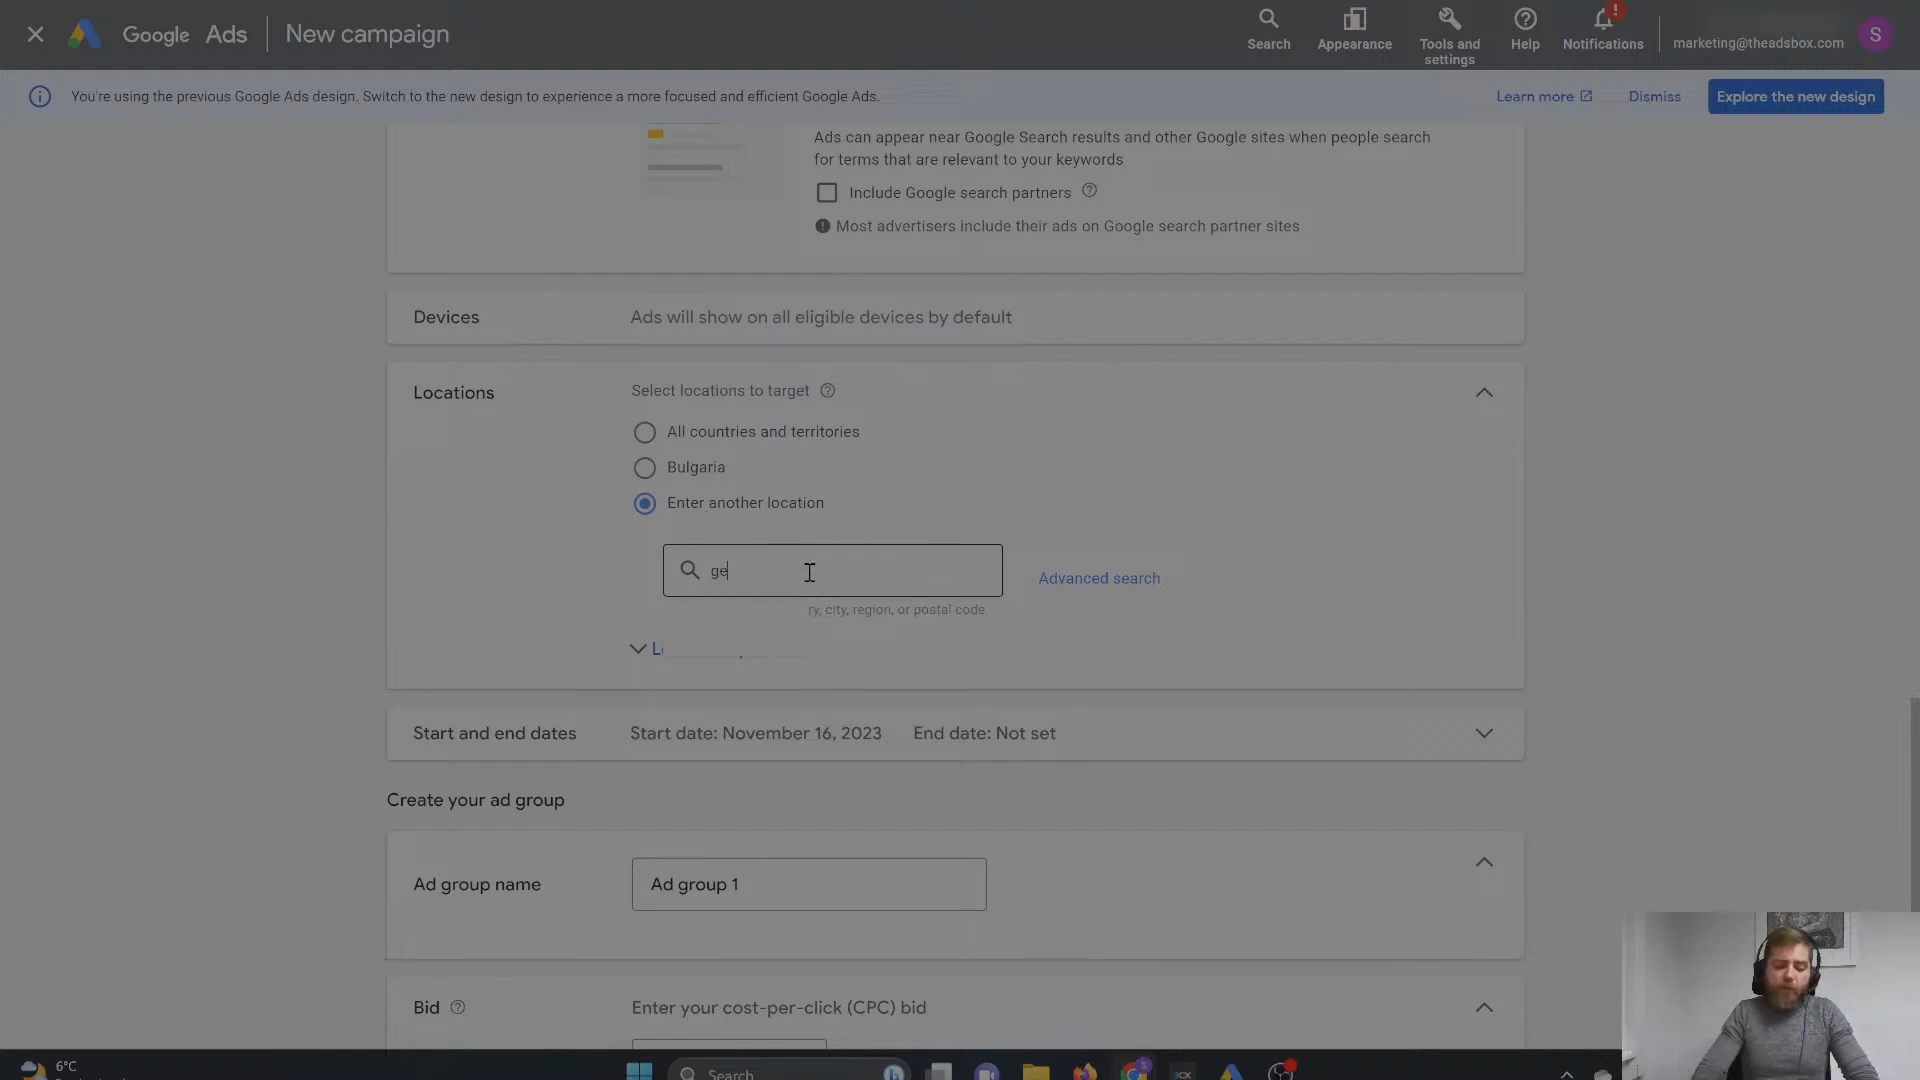 Google Ads New campaign
Search
Appearance
Tools and
settings
Help
Notifications
!
marketing@theadsbox.com
S
You're using the previous Google Ads design. Switch to the new design to experience a more focused and efficient Google Ads.
Learn more
Dismiss
Explore the new design
Ads can appear near Google Search results and other Google sites when people search
for terms that are relevant to your keywords
Include Google search partners
Most advertisers include their ads on Google search partner sites
Devices
Ads will show on all eligible devices by default
Locations
Select locations to target
All countries and territories
Bulgaria
Enter another location
ge
Advanced search
ry, city, region, or postal code
Start and end dates
Start date: November 16, 2023 End date: Not set
Create your ad group
Ad group name
Ad group 1
Bid
Enter your cost-per-click (CPC) bid
6°C
Search